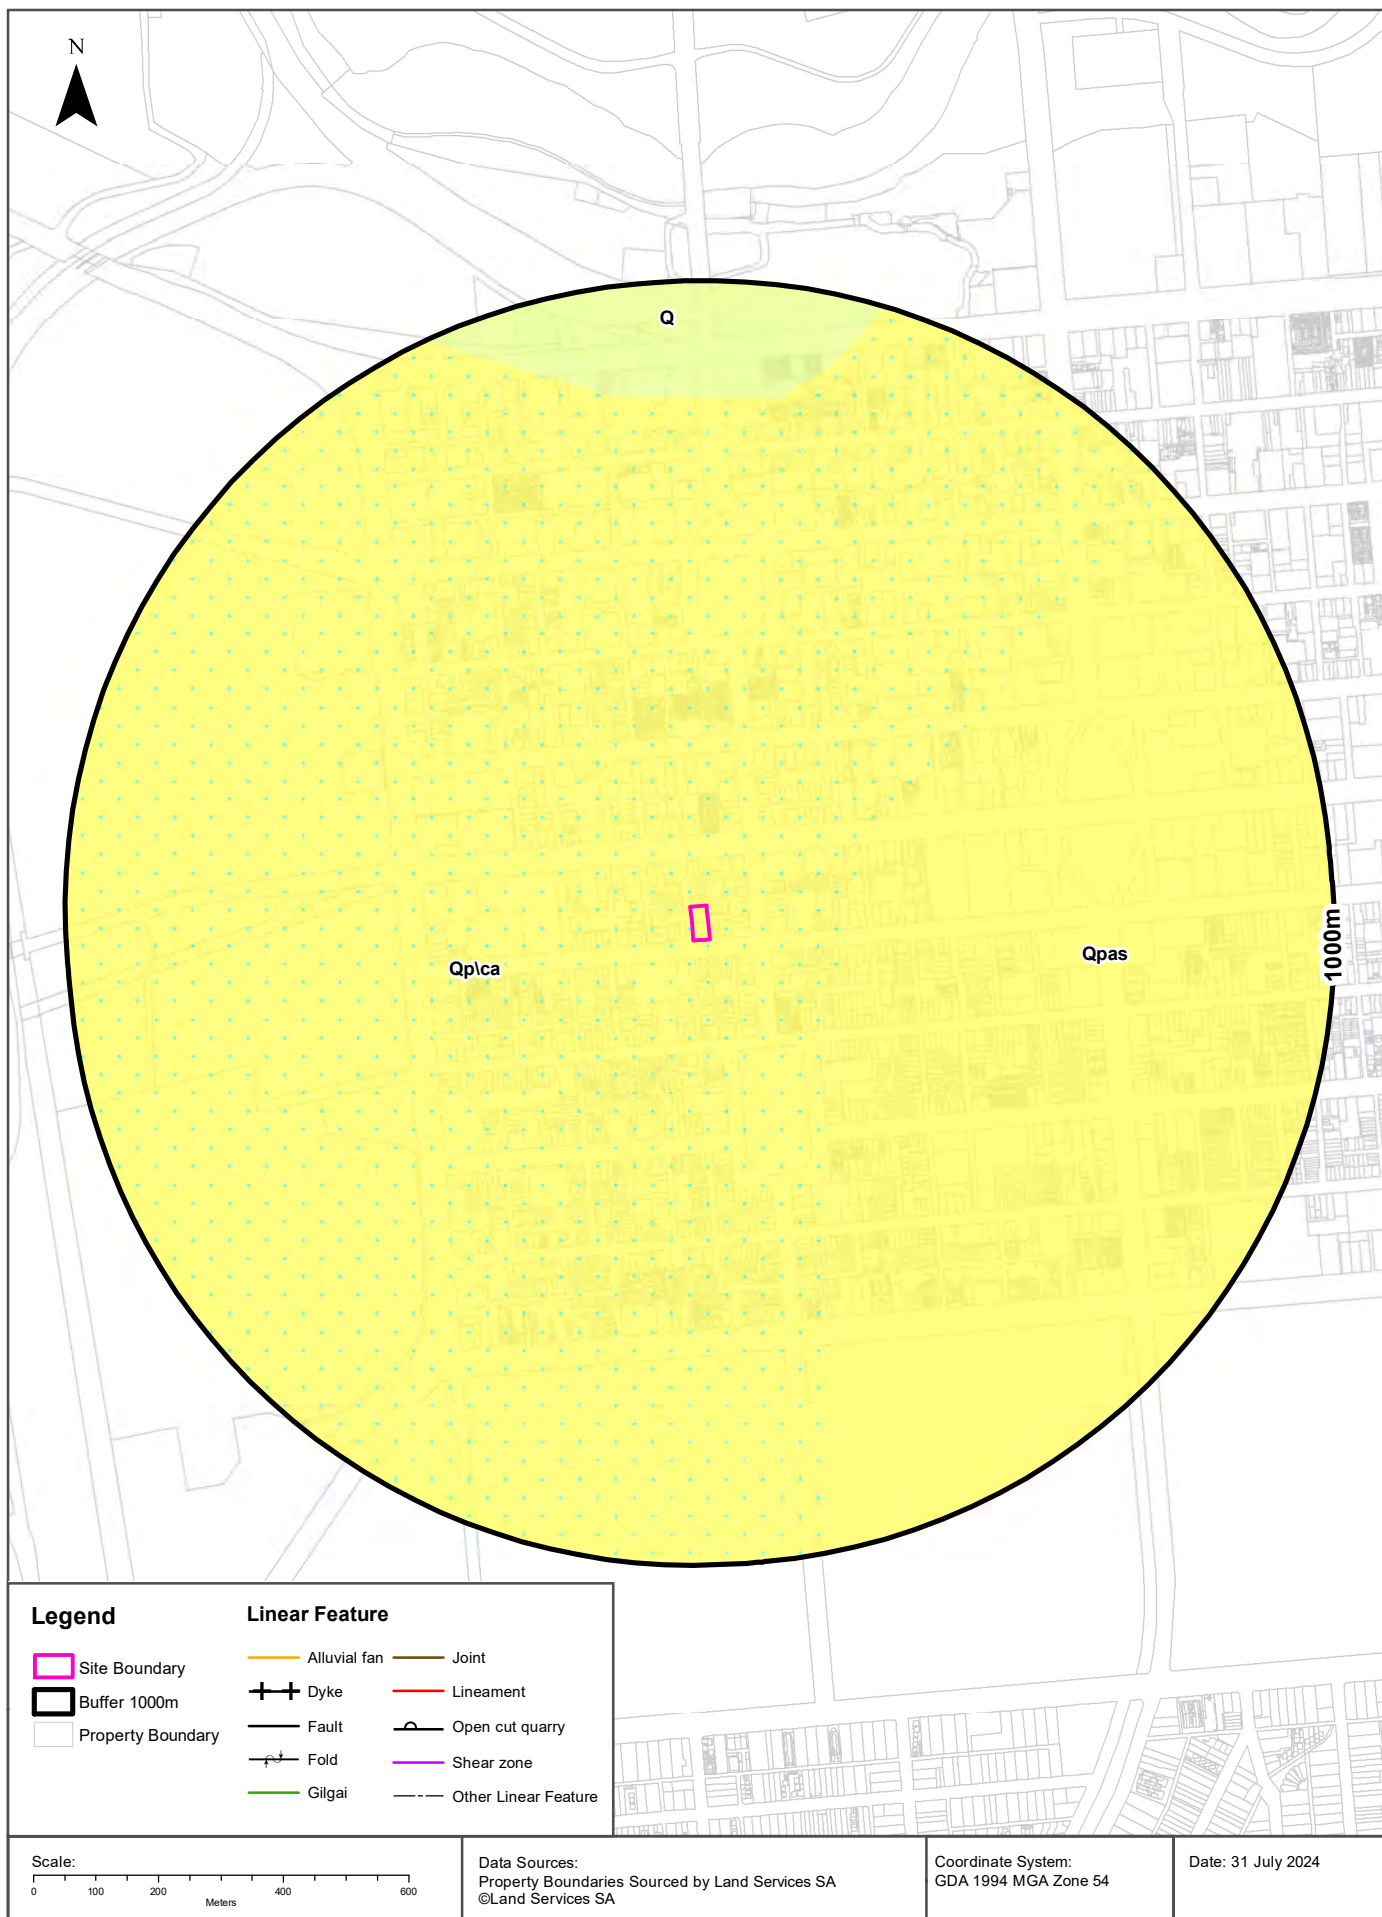 N
Q
Qp\ca
Qpas
1000m
Legend
Site Boundary
Buffer 1000m
Property Boundary
Linear Feature
Alluvial fan
Dyke
Fault
Fold
Gilgai
Joint
Lineament
Open cut quarry
Shear zone
Other Linear Feature
Scale:
0 100 200 400 600
Meters
Data Sources:
Property Boundaries Sourced by Land Services SA
©Land Services SA
Coordinate System:
GDA 1994 MGA Zone 54
Date: 31 July 2024